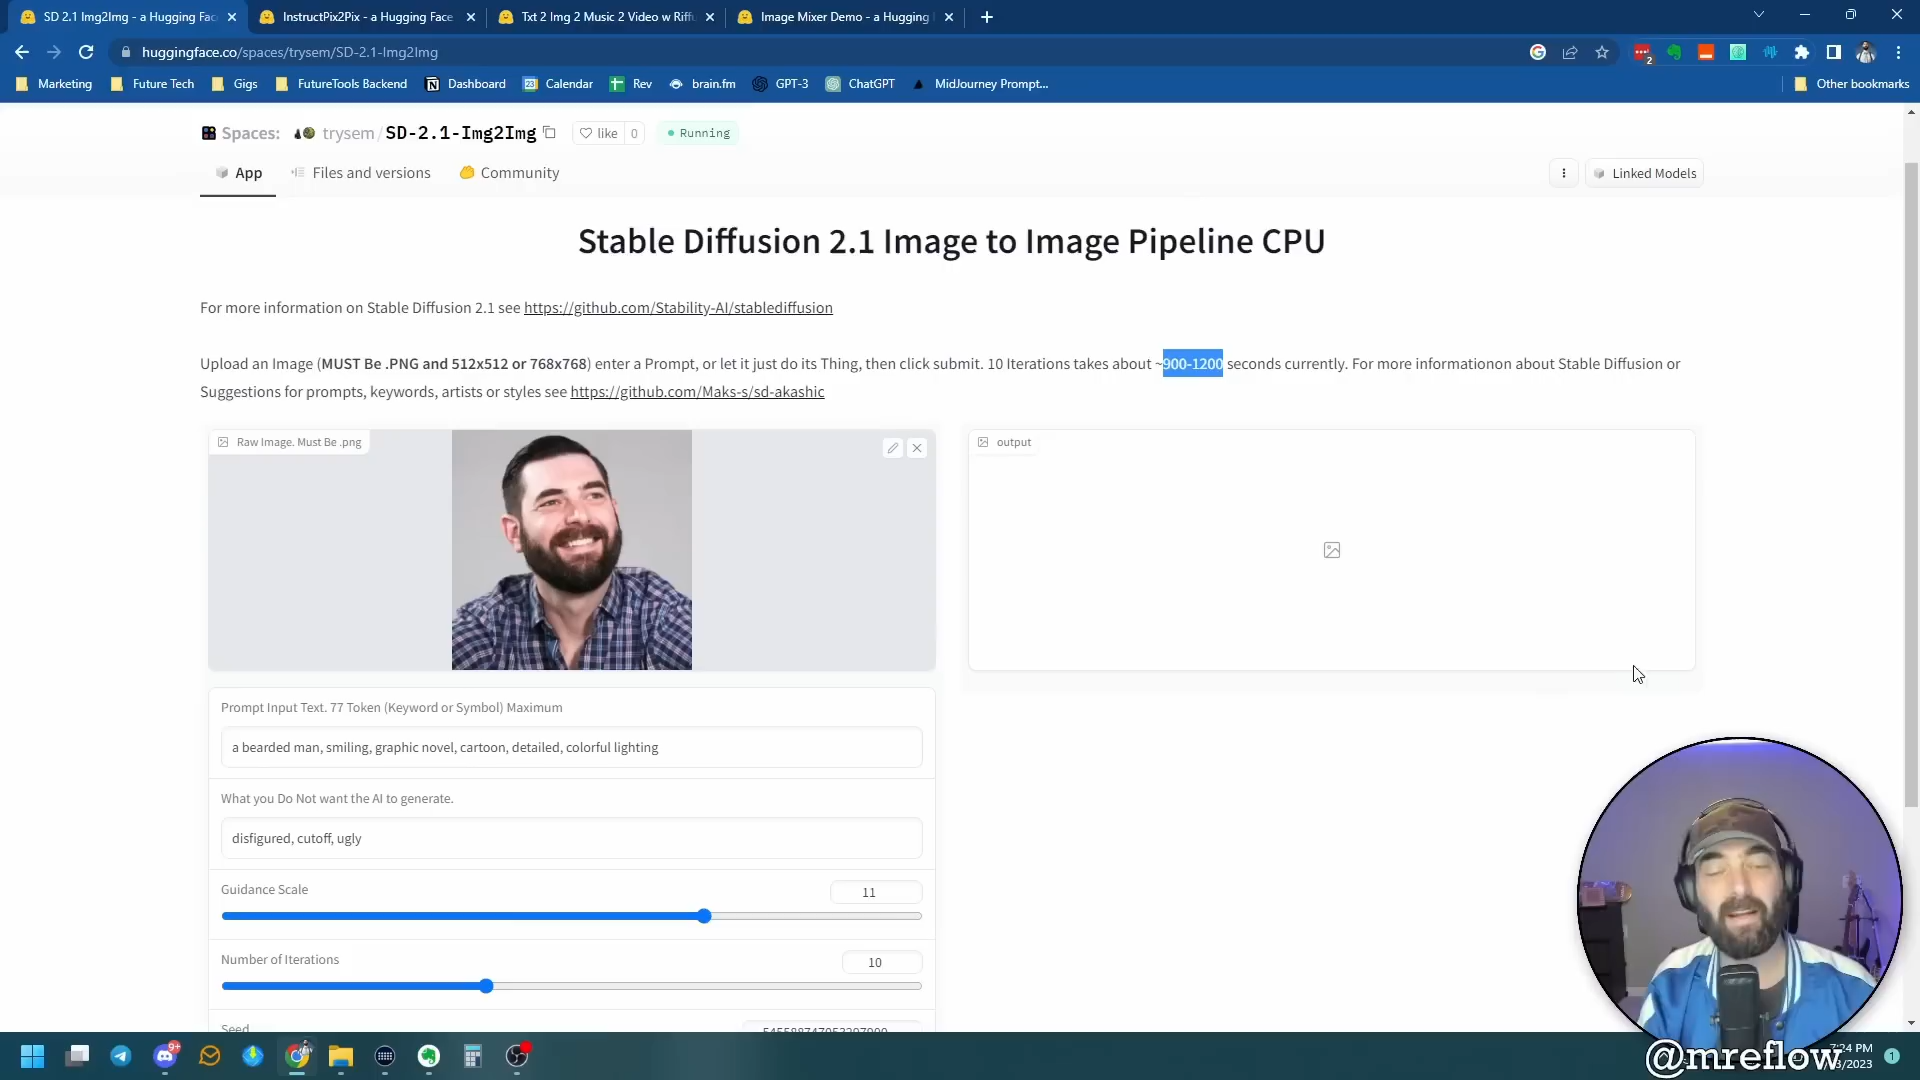 SD 2.1 Img2Img - a Hugging Fac
InstructPix2Pix - a Hugging Face
Txt 2 Img 2 Music 2 Video w Riffu
Image Mixer Demo - a Hugging
huggingface.co/spaces/trysem/SD-2.1-Img2Img
2
Marketing
Future Tech
Gigs
FutureTools Backend
Dashboard
Calendar
Rev
brain.fm
GPT-3
ChatGPT
MidJourney Prompt...
Other bookmarks
Spaces: trysem/SD-2.1-Img2Img like 0 Running
App
Files and versions
Community
Linked Models
Stable Diffusion 2.1 Image to Image Pipeline CPU
For more information on Stable Diffusion 2.1 see https://github.com/Stability-AI/stablediffusion
Upload an Image (MUST Be .PNG and 512x512 or 768x768) enter a Prompt, or let it just do its Thing, then click submit. 10 Iterations takes about ~900-1200 seconds currently. For more informationon about Stable Diffusion or
Suggestions for prompts, keywords, artists or styles see https://github.com/Maks-s/sd-akashic
Raw Image. Must Be .png
output
Prompt Input Text. 77 Token (Keyword or Symbol) Maximum
a bearded man, smiling, graphic novel, cartoon, detailed, colorful lighting
What you Do Not want the AI to generate.
disfigured, cutoff, ugly
Guidance Scale
11
Number of Iterations
10
Seed
9+
@mreflow
7:24 PM
3/2023
1